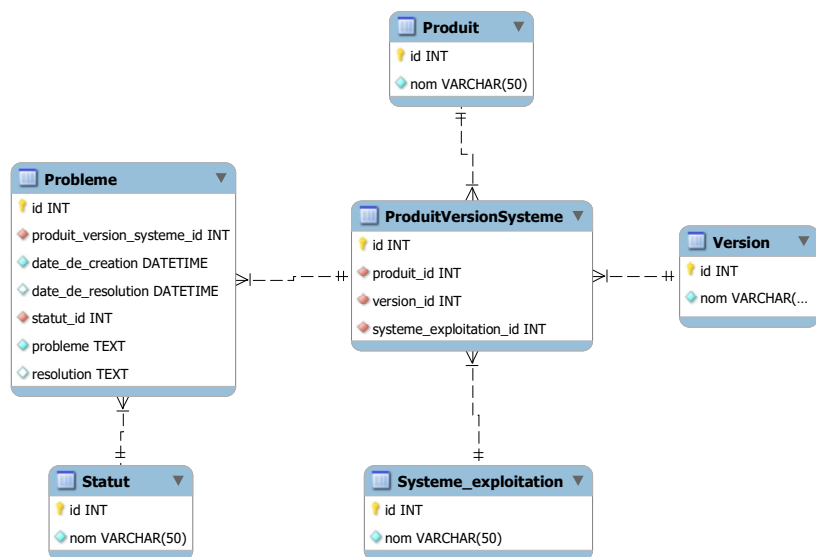 Produit
id INT
nom VARCHAR(50)
Probleme
id INT
produit_version_systeme_id INT
date_de_creation DATETIME
date_de_resolution DATETIME
statut_id INT
probleme TEXT
resolution TEXT
ProduitVersionSysteme
id INT
produit_id INT
version_id INT
systeme_exploitation_id INT
Version
id INT
nom VARCHAR(...
Statut
id INT
nom VARCHAR(50)
Systeme_exploitation
id INT
nom VARCHAR(50)